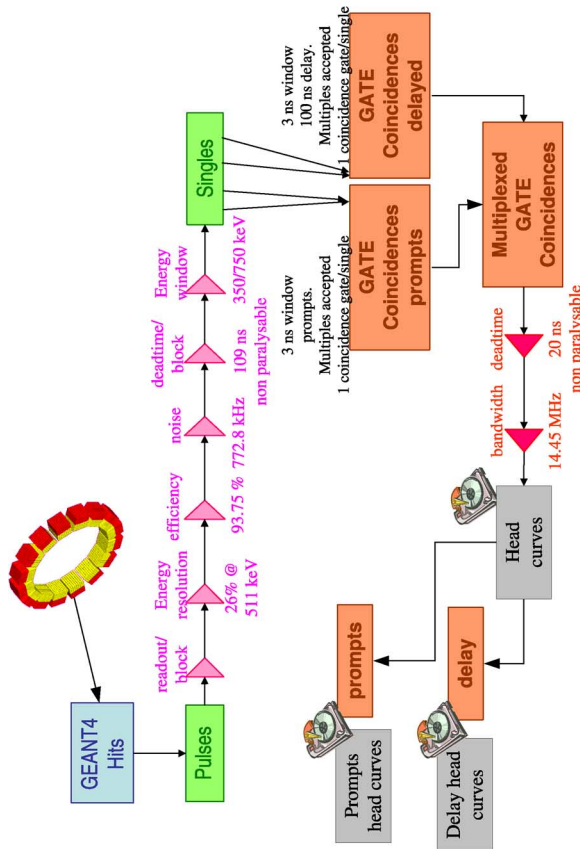 GEANT4
Hits
Pulses
readout/
block
Energy
resolution
26% @
511 keV
efficiency
93.75 %
noise
772.8 kHz
deadtime/
block
109 ns
non paralysable
Energy
window
350/750 keV
Singles
3 ns window
prompts.
Multiples accepted
1 coincidence gate/single
GATE
Coincidences
prompts
3 ns window
100 ns delay.
Multiples accepted
1 coincidence gate/single
GATE
Coincidences
delayed
Multiplexed
GATE
Coincidences
deadtime
20 ns
non paralysable
bandwidth
14.45 MHz
Head
curves
prompts
Prompts
head curves
delay
Delay head
curves